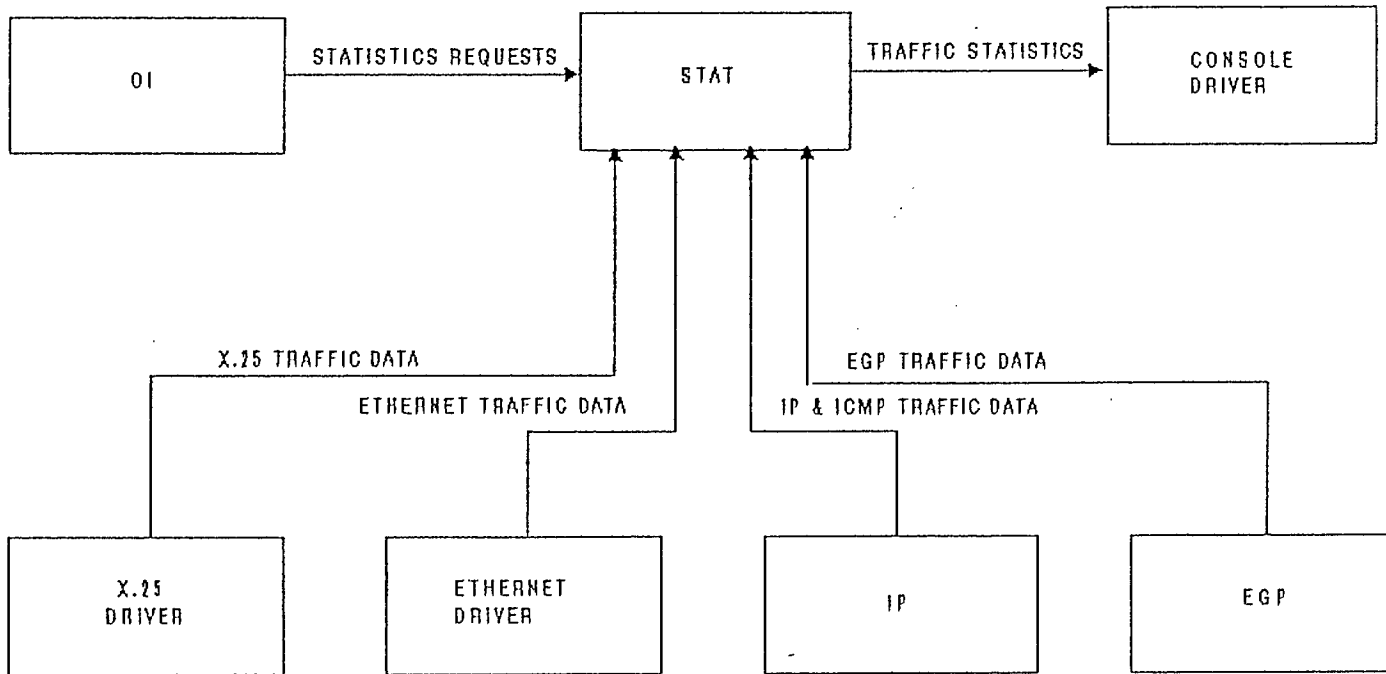 OI
STATISTICS REQUESTS
STAT
TRAFFIC STATISTICS
CONSOLE
DRIVER
X.25 TRAFFIC DATA
EGP TRAFFIC DATA
ETHERNET TRAFFIC DATA
IP & ICMP TRAFFIC DATA
X.25
DRIVER
ETHERNET
DRIVER
IP
EGP